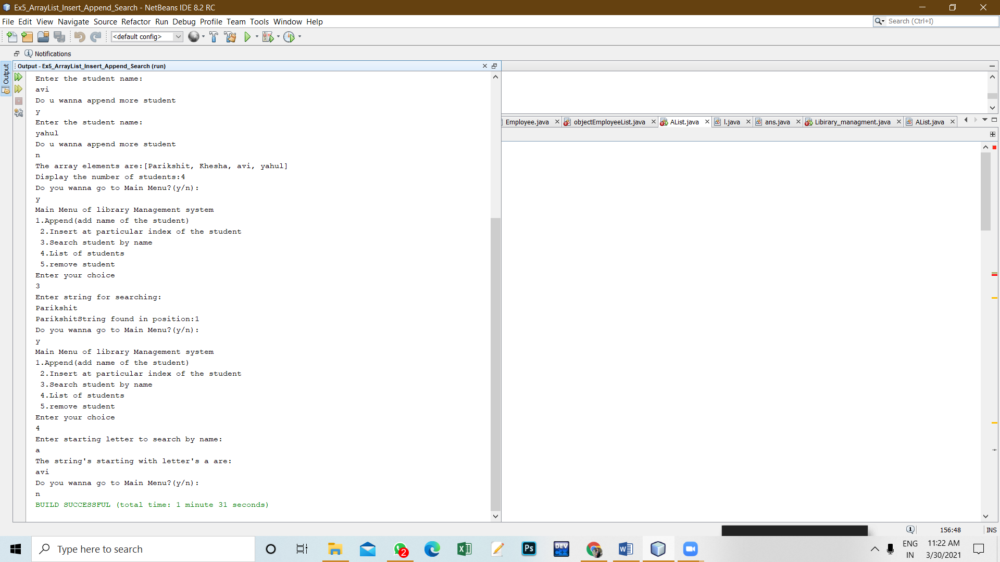 Ex5_ArrayList_Insert_Append_Search - NetBeans IDE 8.2 RC
File Edit View Navigate Source Refactor Run Debug Profile Team Tools Window Help
Search (Ctrl+I)
<default config>
Notifications
Output
Output - Ex5_ArrayList_Insert_Append_Search (run)
Enter the student name:
avi
Do u wanna append more student
y
Enter the student name:
yahul
Do u wanna append more student
n
The array elements are:[Parikshit, Khesha, avi, yahul]
Display the number of students:4
Do you wanna go to Main Menu?(y/n):
y
Main Menu of library Management system
1.Append(add name of the student)
2.Insert at particular index of the student
3.Search student by name
4.List of students
5.remove student
Enter your choice
3
Enter string for searching:
Parikshit
ParikshitString found in position:1
Do you wanna go to Main Menu?(y/n):
y
Main Menu of library Management system
1.Append(add name of the student)
2.Insert at particular index of the student
3.Search student by name
4.List of students
5.remove student
Enter your choice
4
Enter starting letter to search by name:
a
The string's starting with letter's a are:
avi
Do you wanna go to Main Menu?(y/n):
n
BUILD SUCCESSFUL (total time: 1 minute 31 seconds)
Employee.java objectEmployeeList.java AList.java I.java ans.java Librirary_managment.java AList.java
1 156:48 INS
Type here to search
2
Ps
DEV C++
ENG
IN
11:22 AM
3/30/2021